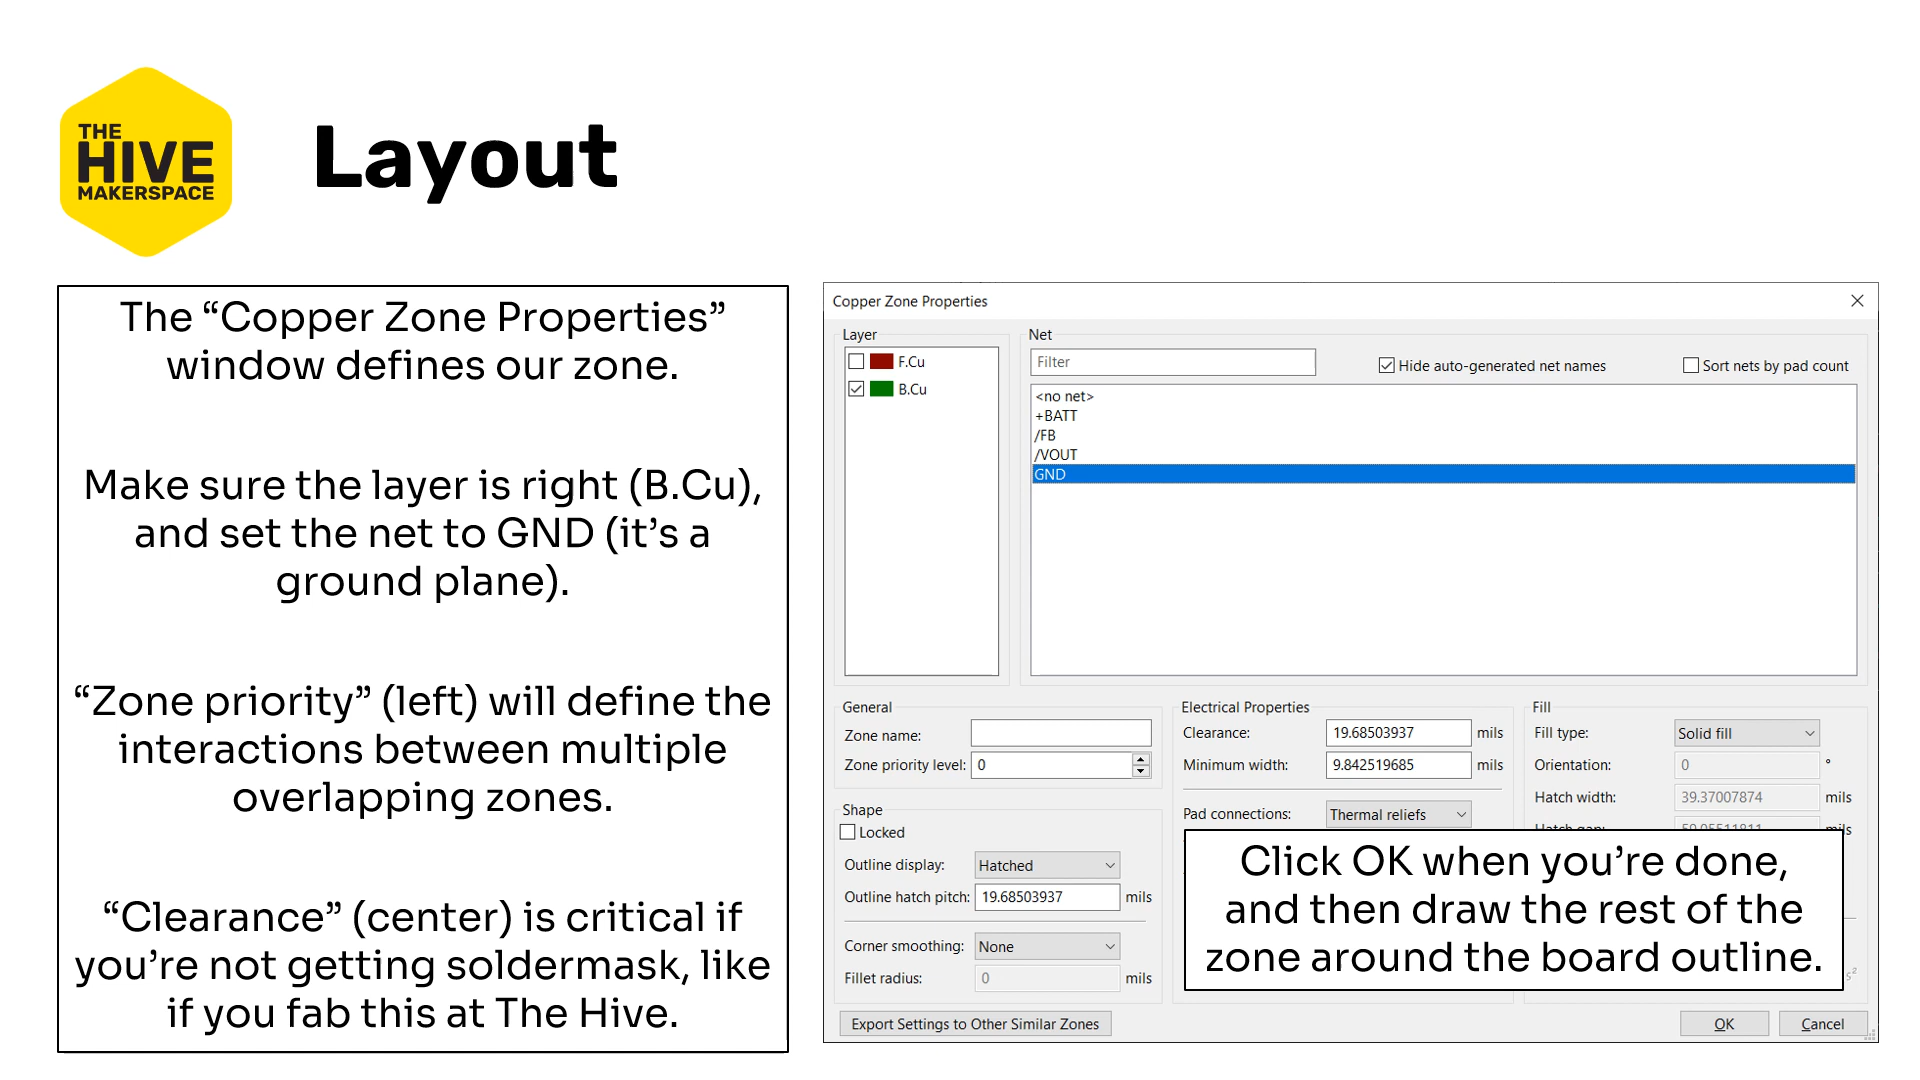 THE
HIVE
MAKERSPACE
Layout
The “Copper Zone Properties”
window defines our zone.
Make sure the layer is right (B.Cu),
and set the net to GND (it’s a
ground plane).
“Zone priority” (left) will define the
interactions between multiple
overlapping zones.
“Clearance” (center) is critical if
you’re not getting soldermask, like
if you fab this at The Hive.
Copper Zone Properties
Layer
F.Cu
B.Cu
Net
Filter
Hide auto-generated net names
Sort nets by pad count
<no net>
+BATT
/FB
/VOUT
GND
General
Zone name:
Zone priority level: 0
Shape
Locked
Outline display: Hatched
Outline hatch pitch: 19.68503937 mils
Corner smoothing: None
Fillet radius: 0 mils
Electrical Properties
Clearance: 19.68503937 mils
Minimum width: 9.842519685 mils
Pad connections: Thermal reliefs
Fill
Fill type: Solid fill
Orientation: 0 °
Hatch width: 39.37007874 mils
Hatch gap: 59.05511811 mils
Click OK when you’re done,
and then draw the rest of the
zone around the board outline.
Export Settings to Other Similar Zones
OK
Cancel